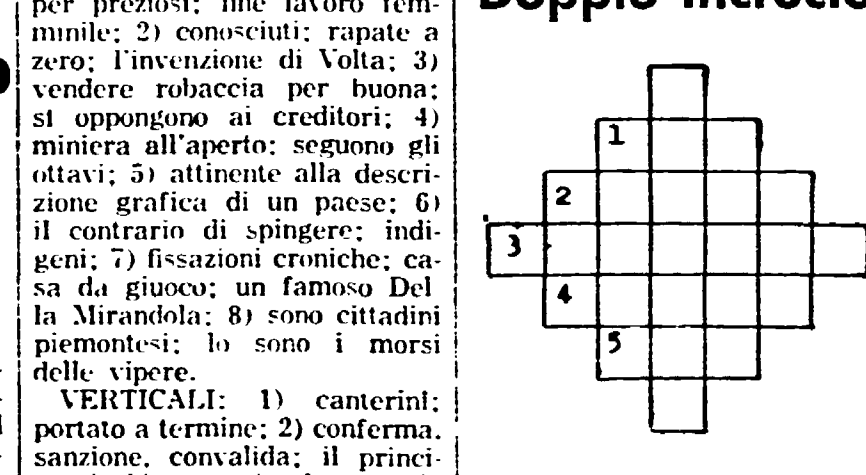 per preziosi; fine lavoro fem-
minile; 2) conosciuti; rapate a
zero; l'invenzione di Volta; 3)
vendere robaccia per buona;
si oppongono ai creditori; 4)
miniera all'aperto; seguono gli
ottavi; 5) attinente alla descri-
zione grafica di un paese; 6)
il contrario di spingere; indi-
geni; 7) fissazioni croniche; ca-
sa da giuoco; un famoso Del
la Mirandola; 8) sono cittadini
piemontesi; lo sono i morsi
delle vipere.
VERTICALI: 1) canterini;
portato a termine; 2) conferma,
sanzione, convalida; il princi-
Doppio incrocio
1
2
3
4
5